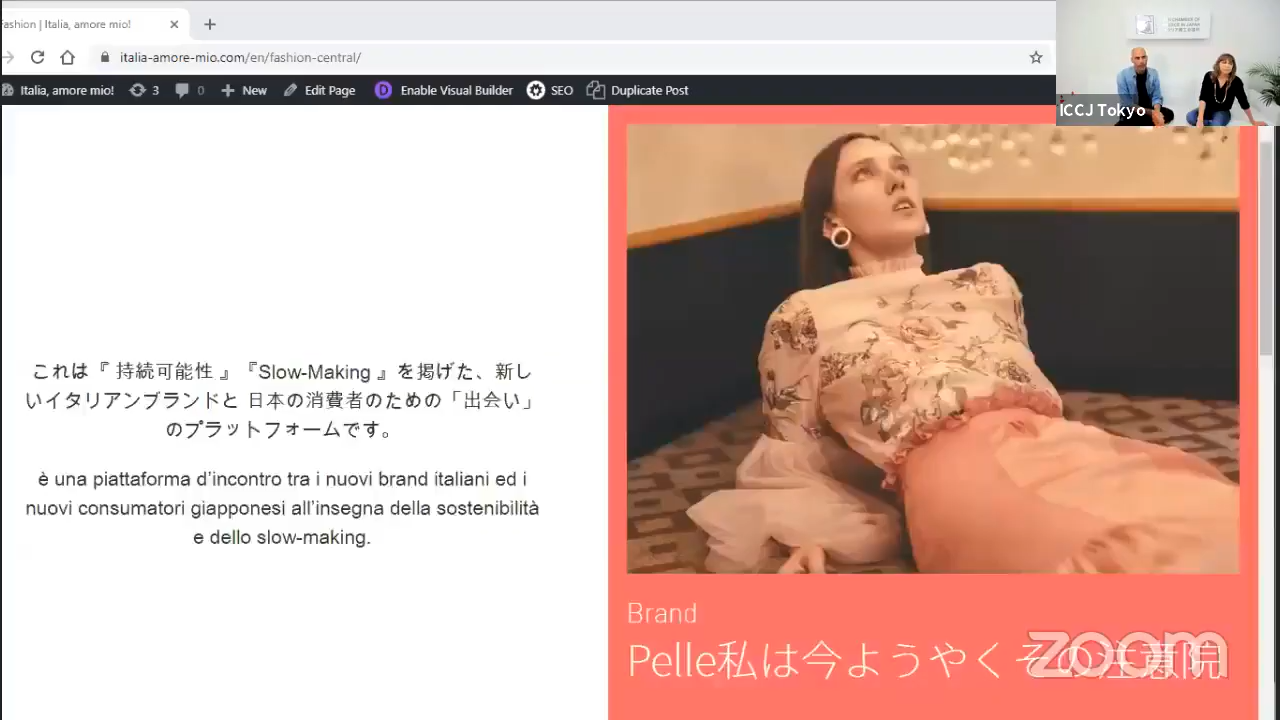 Fashion | Italia, amore mio!
italia-amore-mio.com/en/fashion-central/
Italia, amore mio! 3 0 New Edit Page Enable Visual Builder SEO Duplicate Post
ICCJ Tokyo
これは『 持続可能性 』『Slow-Making 』を掲げた、新し
いイタリアンブランドと 日本の消費者のための「出会い」
のプラットフォームです。
è una piattaforma d’incontro tra i nuovi brand italiani ed i
nuovi consumatori giapponesi all’insegna della sostenibilità
e dello slow-making.
Brand
Pelle私は今ようやくその注意院
zoom